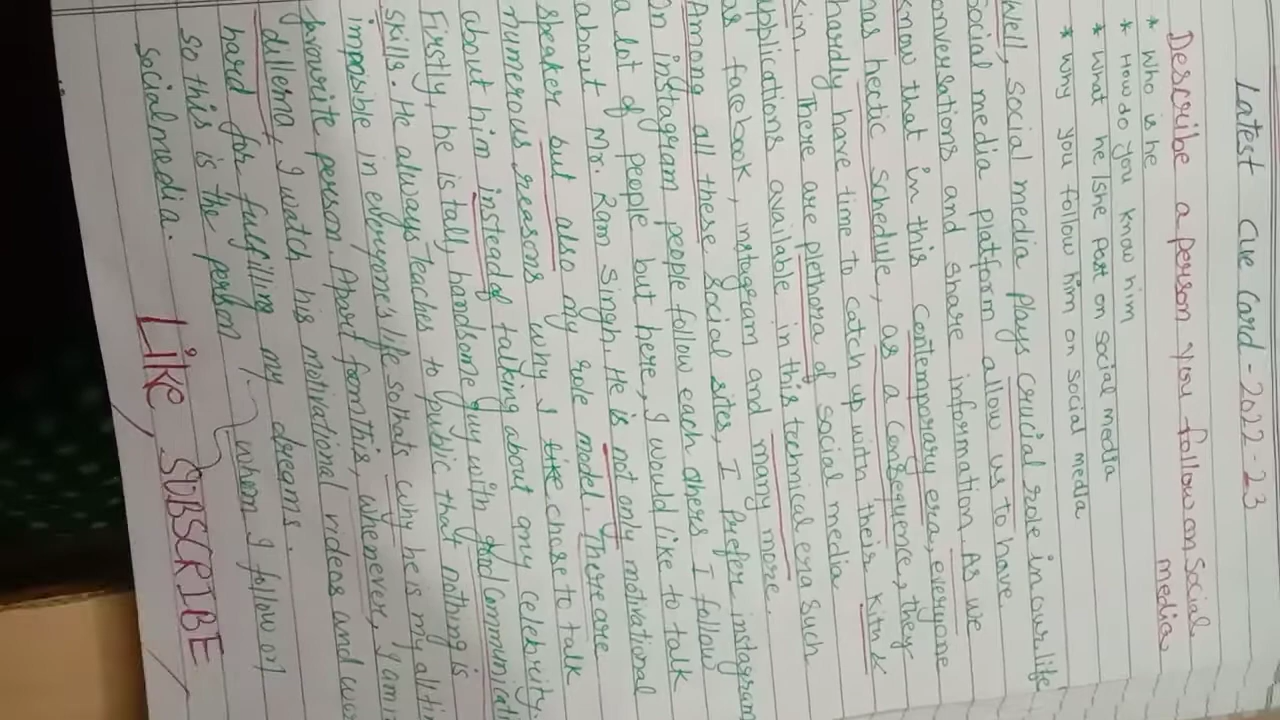 Latest Cue Card - 2022-23
Describe a person you follow on social
media
* Who is he
* How do you know him
* What he/she post on social media
* Why you follow him on social media
Well, social media plays crucial role in our life
Social media platform allow us to have
conversations and share information. As we
know that in this contemporary era, everyone
has hectic schedule, as a consequence, they
hardly have time to catch up with their kith &
kin. There are plethora of social media
applications available in this technical era such
as facebook, instagram and many more.
Among all these social sites, I prefer instagram
On instagram people follow each others I follow
a lot of people but here, I would like to talk
about Mr. Ram Singh. He is not only motivational
speaker but also my role model. There are
numerous reasons why I chose to talk
about him instead of talking about any celebrity.
Firstly, he is tall, handsome guy with good communicati
skills. He always teaches to public that nothing is
impossible in everyone's life so that's why he is my all ti
favourite person. Apart from this, whenever, I am i
dillema, I watch his motivational videos and wor
hard for fulfilling my dreams.
so this is the person whom I follow on
social media.
LIKE, SUBSCRIBE